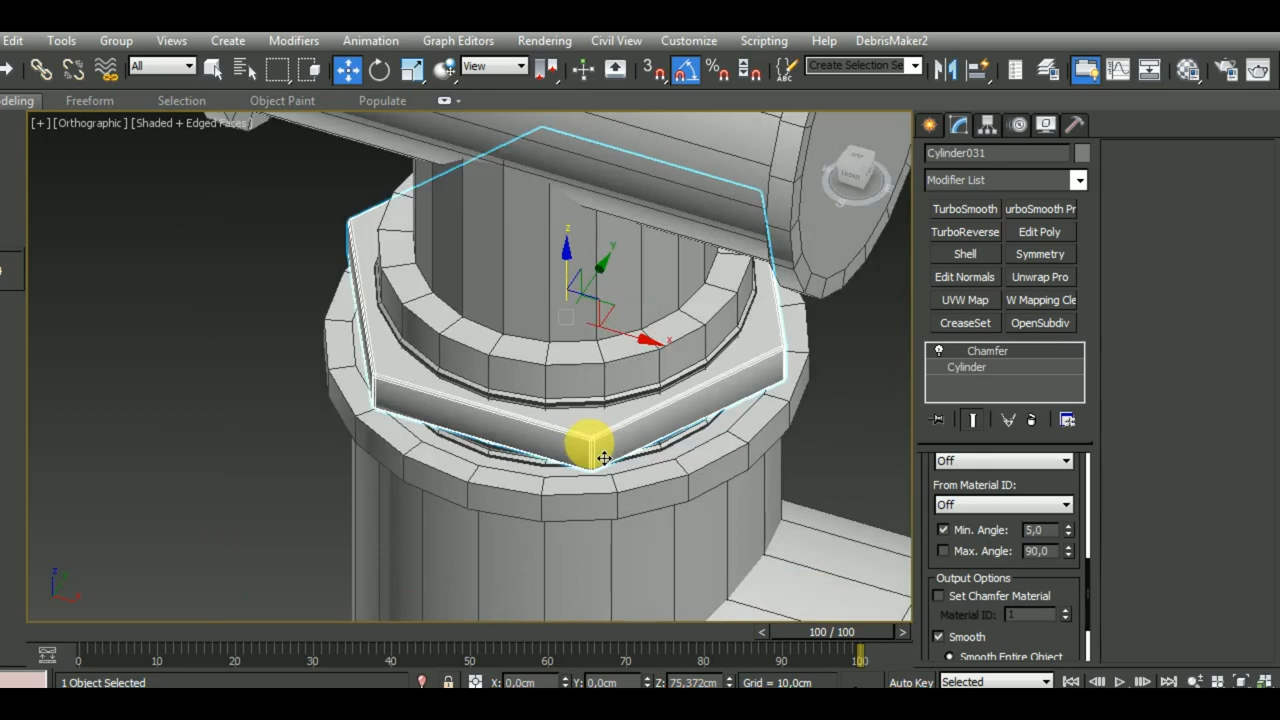 Edit Tools Group Views Create Modifiers Animation Graph Editors Rendering Civil View Customize Scripting Help DebrisMaker2
All View 3 % ABC Create Selection Se
deling Freeform Selection Object Paint Populate
[+] [Orthographic] [Shaded + Edged Faces]
Cylinder031
Modifier List
TurboSmooth urboSmooth Pr
TurboReverse Edit Poly
Shell Symmetry
Edit Normals Unwrap Pro
UVW Map W Mapping Cle
CreaseSet OpenSubdiv
Chamfer
Cylinder
Off
From Material ID:
Off
Min. Angle: 5,0
Max. Angle: 90,0
Output Options
Set Chamfer Material
Material ID: 1
Smooth
Smooth Entire Object
z y x
FRONT
z x
< 100 / 100 >
0 10 20 30 40 50 60 70 80 90 100
1 Object Selected X: 0,0cm Y: 0,0cm Z: 75,372cm Grid = 10,0cm Auto Key Selected